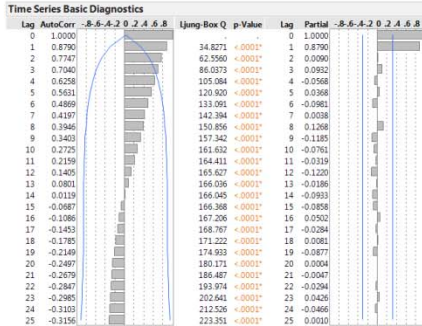 Time Series Basic Diagnostics
Lag AutoCorr -.8-.6-.4-.2 0 .2 .4 .6 .8 Ljung-Box Q p-Value Lag Partial -.8-.6-.4-.2 0 .2 .4 .6 .8
0 1.0000 . . 0 1.0000
1 0.8790 34.8271 <.0001* 1 0.8790
2 0.7747 62.5560 <.0001* 2 0.0090
3 0.7040 86.0373 <.0001* 3 0.0932
4 0.6258 105.084 <.0001* 4 -0.0568
5 0.5631 120.920 <.0001* 5 0.0368
6 0.4869 133.091 <.0001* 6 -0.0981
7 0.4197 142.394 <.0001* 7 0.0038
8 0.3946 150.856 <.0001* 8 0.1268
9 0.3403 157.342 <.0001* 9 -0.1185
10 0.2725 161.632 <.0001* 10 -0.0761
11 0.2159 164.411 <.0001* 11 -0.0319
12 0.1405 165.627 <.0001* 12 -0.1220
13 0.0801 166.036 <.0001* 13 -0.0186
14 0.0119 166.045 <.0001* 14 -0.0933
15 -0.0687 166.368 <.0001* 15 -0.0858
16 -0.1086 167.206 <.0001* 16 0.0502
17 -0.1453 168.767 <.0001* 17 -0.0284
18 -0.1785 171.222 <.0001* 18 0.0081
19 -0.2149 174.933 <.0001* 19 -0.0877
20 -0.2497 180.171 <.0001* 20 0.0004
21 -0.2679 186.487 <.0001* 21 -0.0047
22 -0.2847 193.974 <.0001* 22 -0.0294
23 -0.2985 202.641 <.0001* 23 0.0426
24 -0.3103 212.526 <.0001* 24 -0.0466
25 -0.3156 223.351 <.0001* 25 0.0010